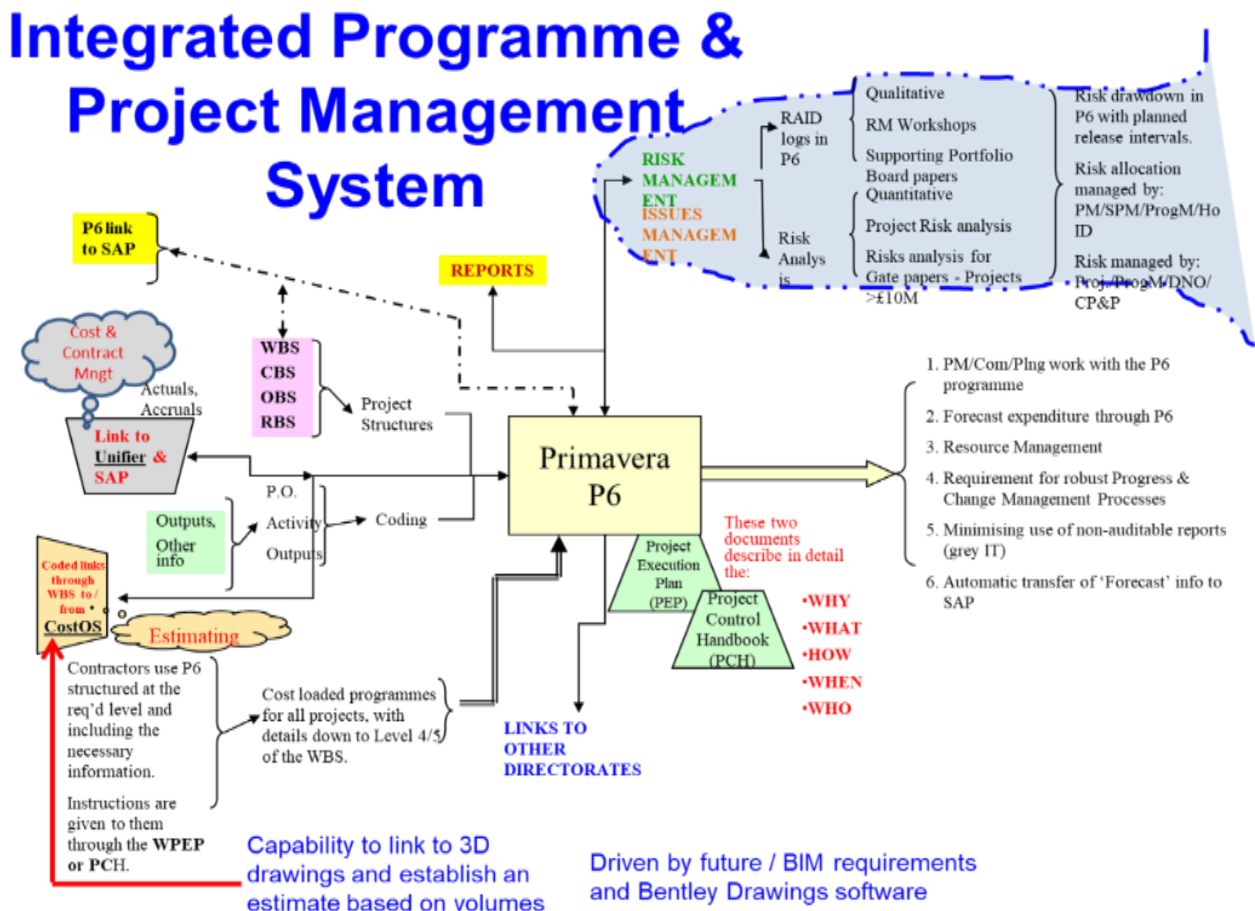 Integrated Programme &
Project Management
System
RISK
MANAGEM
ENT
ISSUES
MANAGEM
ENT
RAID
logs in
P6
Risk
Analys
is
Qualitative
RM Workshops
Supporting Portfolio
Board papers
Quantitative
Project Risk analysis
Risks analysis for
Gate papers - Projects
>£10M
Risk drawdown in
P6 with planned
release intervals.
Risk allocation
managed by:
PM/SPM/ProgM/Ho
ID
Risk managed by:
Proj./ProgM/DNO/
CP&P
P6 link
to SAP
REPORTS
Cost &
Contract
Mngt
Actuals,
Accruals
WBS
CBS
OBS
RBS
Project
Structures
Link to
Unifier &
SAP
Primavera
P6
P.O.
Activity
Outputs
Coding
Outputs,
Other
info
Coded links
through
WBS to /
from
CostOS
Estimating
1. PM/Com/Plng work with the P6
programme
2. Forecast expenditure through P6
3. Resource Management
4. Requirement for robust Progress &
Change Management Processes
5. Minimising use of non-auditable reports
(grey IT)
6. Automatic transfer of ‘Forecast’ info to
SAP
Project
Execution
Plan
(PEP)
Project
Control
Handbook
(PCH)
These two
documents
describe in detail
the:
•WHY
•WHAT
•HOW
•WHEN
•WHO
Contractors use P6
structured at the
req’d level and
including the
necessary
information.
Instructions are
given to them
through the WPEP
or PCH.
Cost loaded programmes
for all projects, with
details down to Level 4/5
of the WBS.
LINKS TO
OTHER
DIRECTORATES
Capability to link to 3D
drawings and establish an
estimate based on volumes
Driven by future / BIM requirements
and Bentley Drawings software